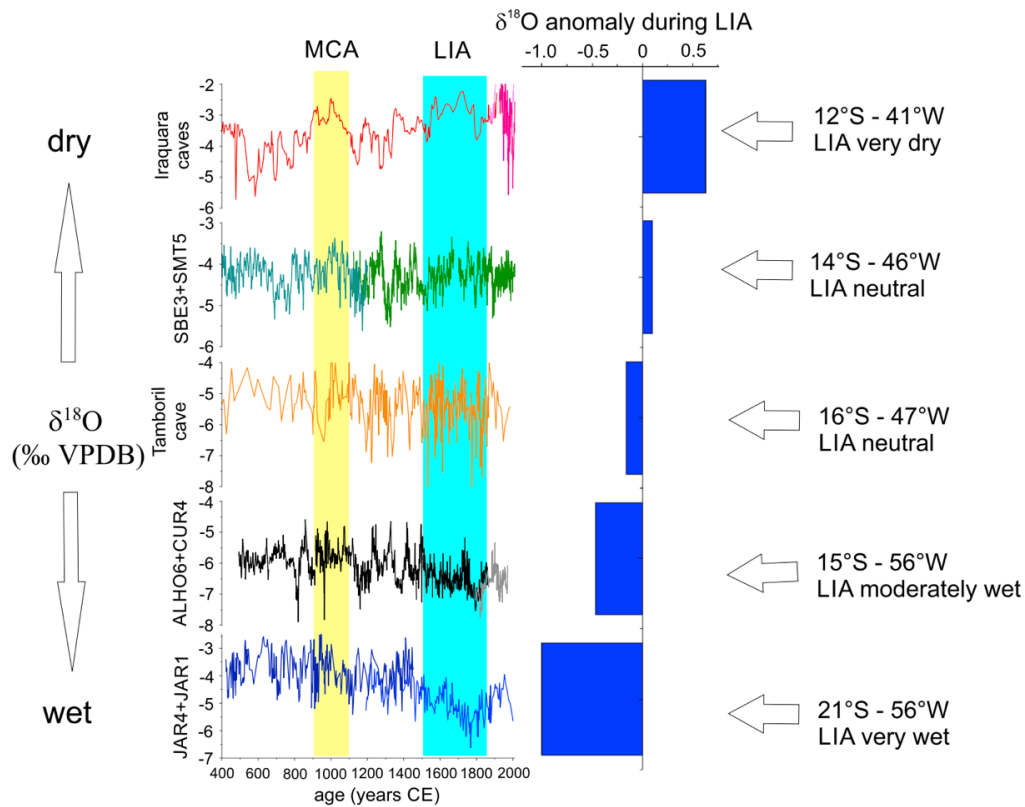 δ18O anomaly during LIA
MCA
LIA
-1.0 -0.5 0 0.5
dry
δ18O
(‰ VPDB)
wet
Iraquara
caves
-2
-3
-4
-5
-6
12°S - 41°W
LIA very dry
SBE3+SMT5
-3
-4
-5
-6
14°S - 46°W
LIA neutral
Tamboril
cave
-4
-5
-6
-7
-8
16°S - 47°W
LIA neutral
ALHO6+CUR4
-4
-5
-6
-7
-8
15°S - 56°W
LIA moderately wet
JAR4+JAR1
-3
-4
-5
-6
-7
21°S - 56°W
LIA very wet
400 600 800 1000 1200 1400 1600 1800 2000
age (years CE)